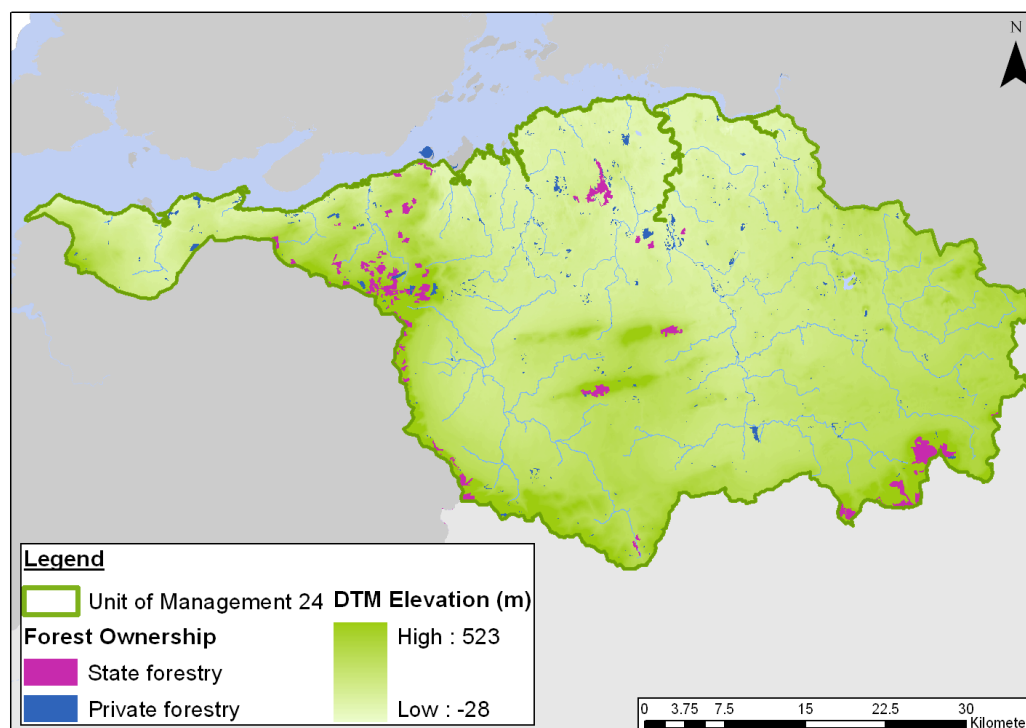 N
Legend
Unit of Management 24
DTM Elevation (m)
Forest Ownership
High : 523
State forestry
Private forestry
Low : -28
0 3.75 7.5 15 22.5 30
Kilomete